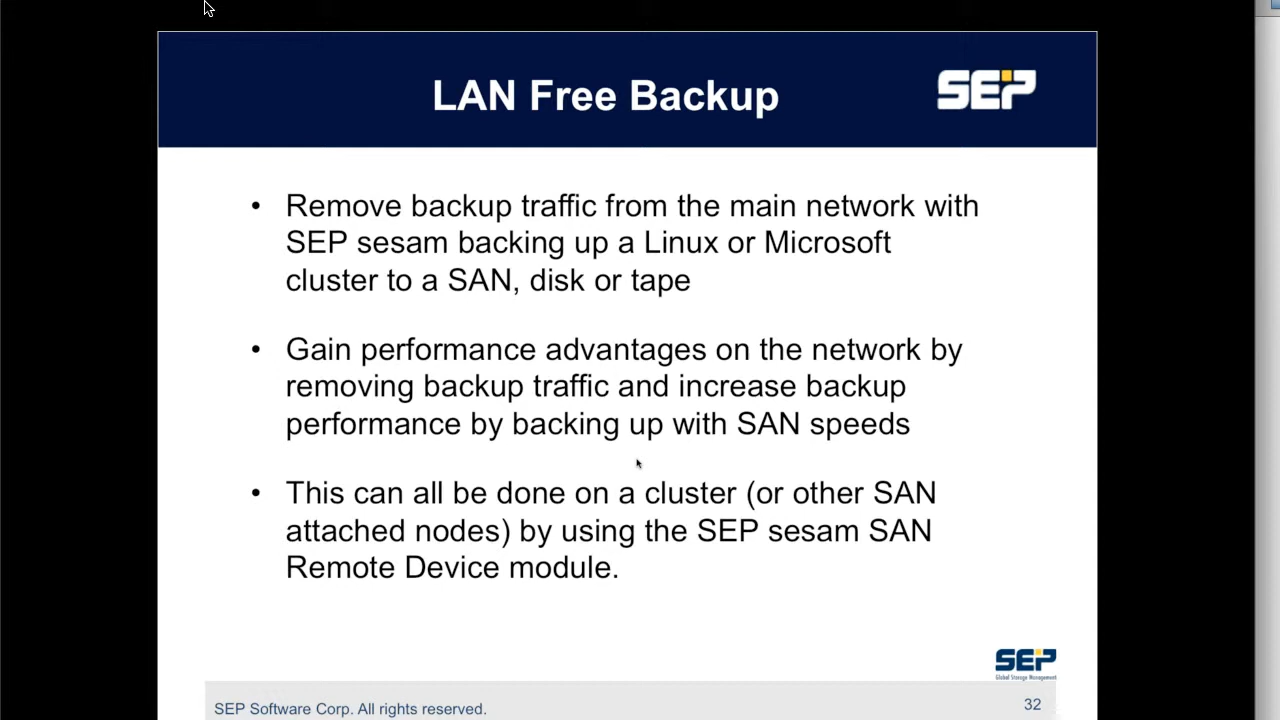 LAN Free Backup
SEP
• Remove backup traffic from the main network with
SEP sesam backing up a Linux or Microsoft
cluster to a SAN, disk or tape
• Gain performance advantages on the network by
removing backup traffic and increase backup
performance by backing up with SAN speeds
• This can all be done on a cluster (or other SAN
attached nodes) by using the SEP sesam SAN
Remote Device module.
SEP
Global Storage Management
SEP Software Corp. All rights reserved.
32